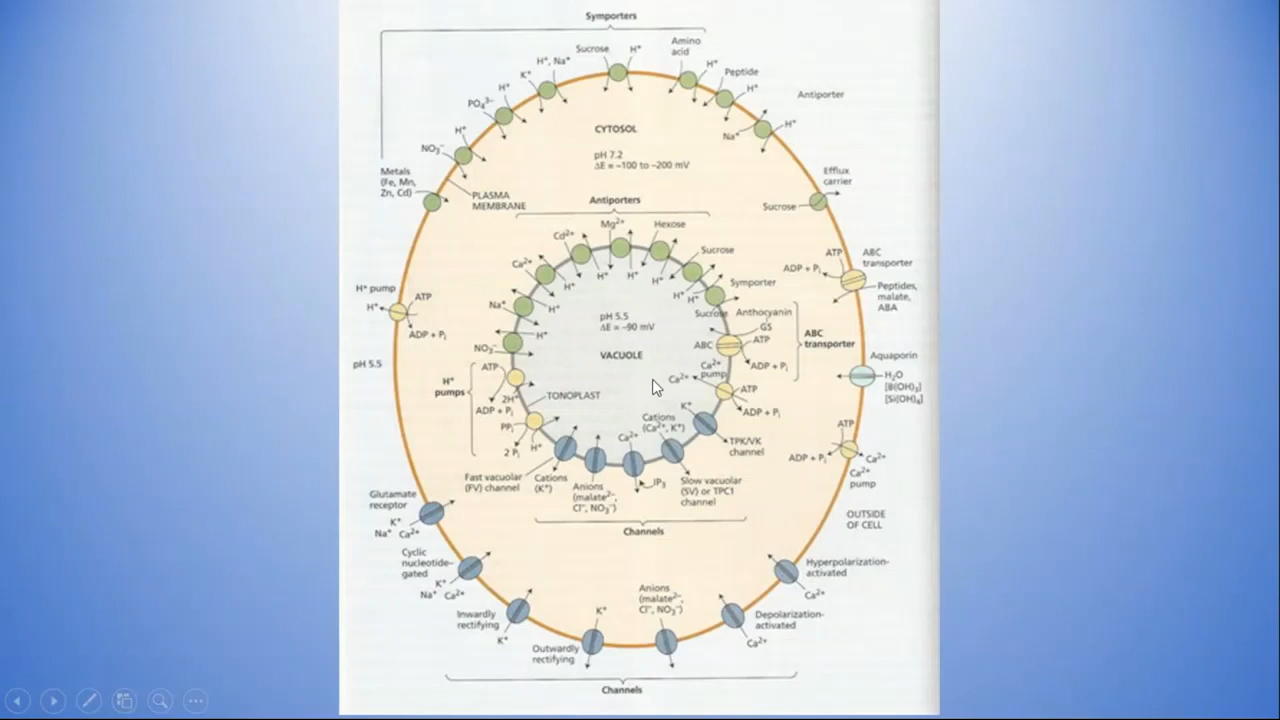 Symporters
Sucrose
H⁺
Amino
acid
H⁺
Peptide
H⁺
H⁺, Na⁺
K⁺
H⁺
PO₄³⁻
H⁺
NO₃⁻
Metals
(Fe, Mn,
Zn, Cd)
PLASMA
MEMBRANE
CYTOSOL
pH 7.2
ΔE = –100 to –200 mV
Antiporter
Na⁺
H⁺
Efflux
carrier
Sucrose
ATP
ADP + Pᵢ
ABC
transporter
Peptides,
malate,
ABA
H⁺ pump
H⁺
ATP
ADP + Pᵢ
pH 5.5
Antiporters
Mg²⁺
Hexose
Cd²⁺
Sucrose
Ca²⁺
H⁺
H⁺
H⁺
H⁺
H⁺
H⁺
Symporter
Na⁺
H⁺
Sucrose
Anthocyanin
GS
H⁺
NO₃⁻
pH 5.5
ΔE = –90 mV
VACUOLE
ABC
ATP
ADP + Pᵢ
ABC
transporter
Ca²⁺
pump
Ca²⁺
ATP
ADP + Pᵢ
Aquaporin
H₂O
[B(OH)₃]
[Si(OH)₄]
H⁺
pumps
ATP
2H⁺
ADP + Pᵢ
PPᵢ
H⁺
2 Pᵢ
TONOPLAST
K⁺
Cations
(Ca²⁺, K⁺)
Ca²⁺
TPK/VK
channel
Fast vacuolar
(FV) channel
Cations
(K⁺)
Anions
(malate²⁻,
Cl⁻, NO₃⁻)
IP₃
Slow vacuolar
(SV) or TPC1
channel
Channels
ATP
ADP + Pᵢ
Ca²⁺
Ca²⁺
pump
OUTSIDE
OF CELL
Glutamate
receptor
K⁺
Na⁺ Ca²⁺
Cyclic
nucleotide-
gated
K⁺
Na⁺ Ca²⁺
Inwardly
rectifying
K⁺
Outwardly
rectifying
K⁺
Anions
(malate²⁻,
Cl⁻, NO₃⁻)
Depolarization-
activated
Ca²⁺
Hyperpolarization-
activated
Ca²⁺
Channels